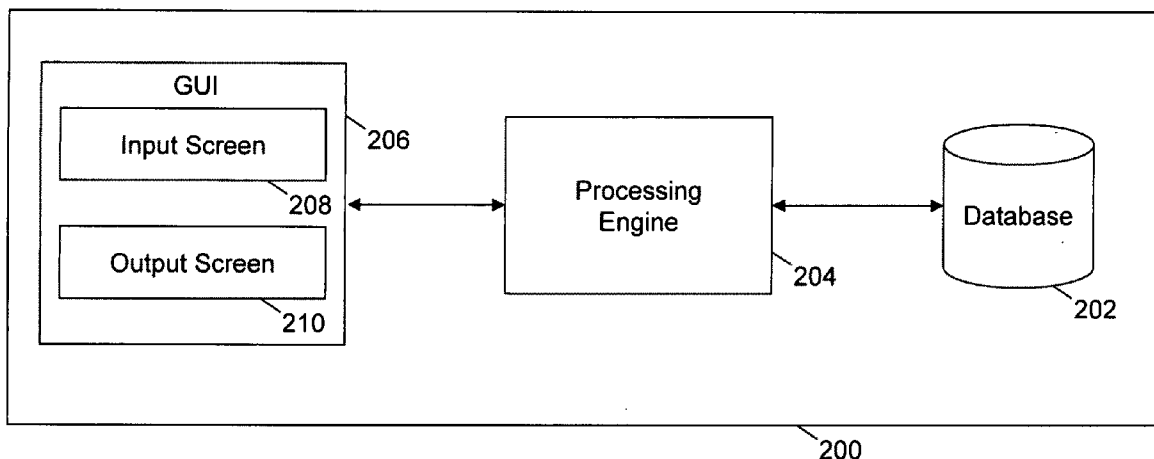 GUI
Input Screen
208
Output Screen
210
206
Processing
Engine
204
Database
202
200